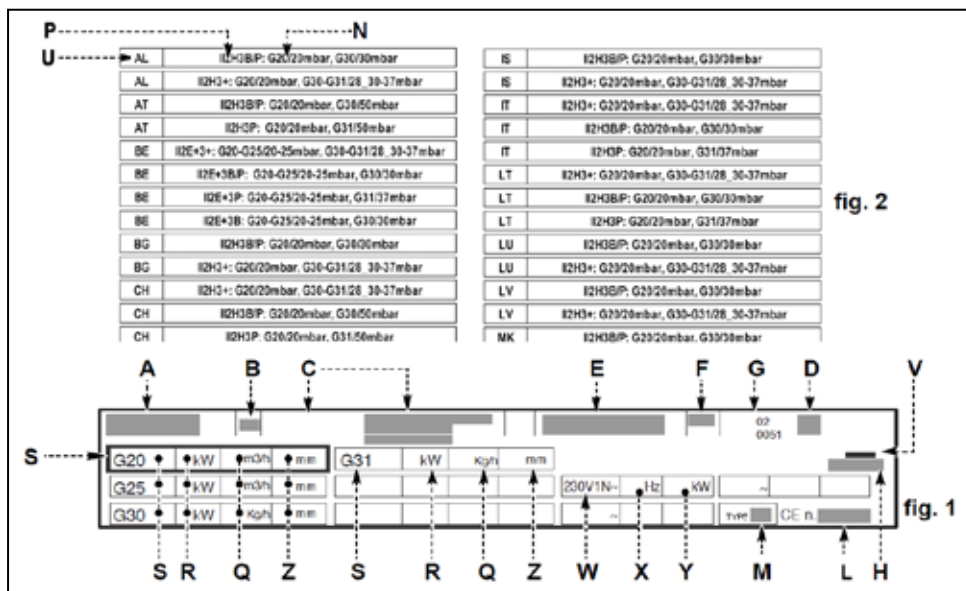 P N
U AL II2H3B/P: G20/20mbar, G30/30mbar
AL II2H3+: G20/20mbar, G30-G31/28_30-37mbar
AT II2H3B/P: G20/20mbar, G30/50mbar
AT II2H3P: G20/20mbar, G31/50mbar
BE II2E+3+: G20-G25/20-25mbar, G30-G31/28_30-37mbar
BE II2E+3B/P: G20-G25/20-25mbar, G30/30mbar
BE II2E+3P: G20-G25/20-25mbar, G31/37mbar
BE II2E+3B: G20-G25/20-25mbar, G30/30mbar
BG II2H3B/P: G20/20mbar, G30/30mbar
BG II2H3+: G20/20mbar, G30-G31/28_30-37mbar
CH II2H3+: G20/20mbar, G30-G31/28_30-37mbar
CH II2H3B/P: G20/20mbar, G30/50mbar
CH II2H3P: G20/20mbar, G31/50mbar
IS II2H3B/P: G20/20mbar, G30/30mbar
IS II2H3+: G20/20mbar, G30-G31/28_30-37mbar
IT II2H3+: G20/20mbar, G30-G31/28_30-37mbar
IT II2H3B/P: G20/20mbar, G30/30mbar
IT II2H3P: G20/20mbar, G31/37mbar
LT II2H3+: G20/20mbar, G30-G31/28_30-37mbar
LT II2H3B/P: G20/20mbar, G30/30mbar
LT II2H3P: G20/20mbar, G31/37mbar
LU II2H3B/P: G20/20mbar, G30/30mbar
LU II2H3+: G20/20mbar, G30-G31/28_30-37mbar
LV II2H3B/P: G20/20mbar, G30/30mbar
LV II2H3+: G20/20mbar, G30-G31/28_30-37mbar
MK II2H3B/P: G20/20mbar, G30/30mbar
fig. 2
A B C E F G D V
02
0051
S G20 kW m3/h mm G31 kW Kg/h mm
G25 kW m3/h mm 230V1N~ Hz kW ~
G30 kW Kg/h mm ~ TYPE CE n.
fig. 1
S R Q Z S R Q Z W X Y M L H